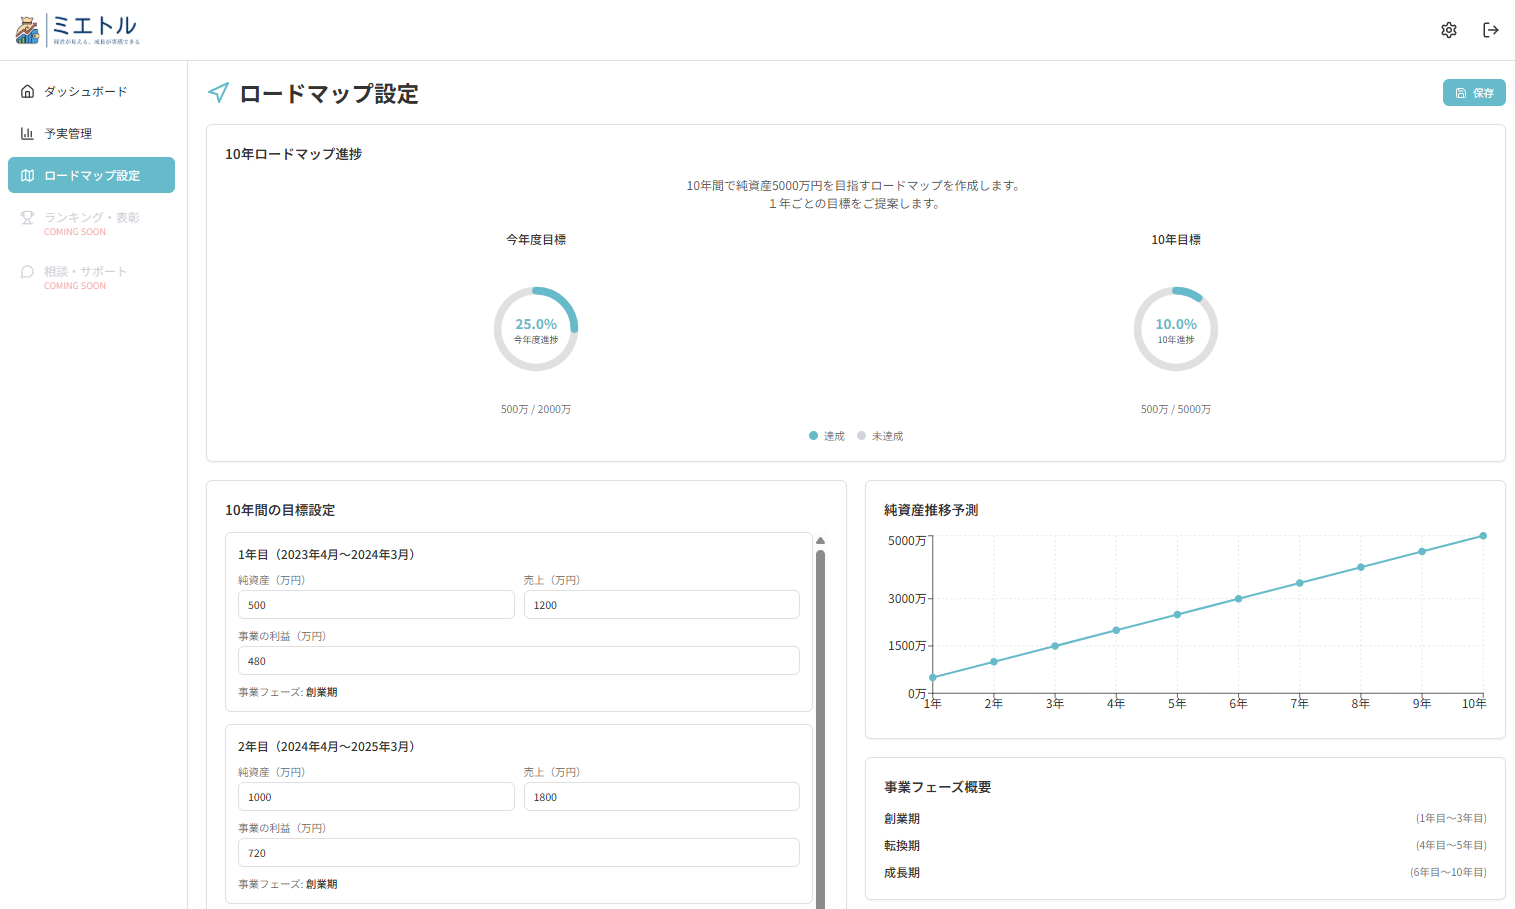 ミエトル
経営が見える、成長が実感できる
ダッシュボード
予実管理
ロードマップ設定
ランキング・表彰
COMING SOON
相談・サポート
COMING SOON
ロードマップ設定
保存
10年ロードマップ進捗
10年間で純資産5000万円を目指すロードマップを作成します。
１年ごとの目標をご提案します。
今年度目標
25.0%
今年度進捗
500万 / 2000万
10年目標
10.0%
10年進捗
500万 / 5000万
達成 未達成
10年間の目標設定
1年目（2023年4月～2024年3月）
純資産（万円） 売上（万円）
500 1200
事業の利益（万円）
480
事業フェーズ: 創業期
2年目（2024年4月～2025年3月）
純資産（万円） 売上（万円）
1000 1800
事業の利益（万円）
720
事業フェーズ: 創業期
純資産推移予測
5000万
3000万
1500万
0万
1年 2年 3年 4年 5年 6年 7年 8年 9年 10年
事業フェーズ概要
創業期 (1年目～3年目)
転換期 (4年目～5年目)
成長期 (6年目～10年目)